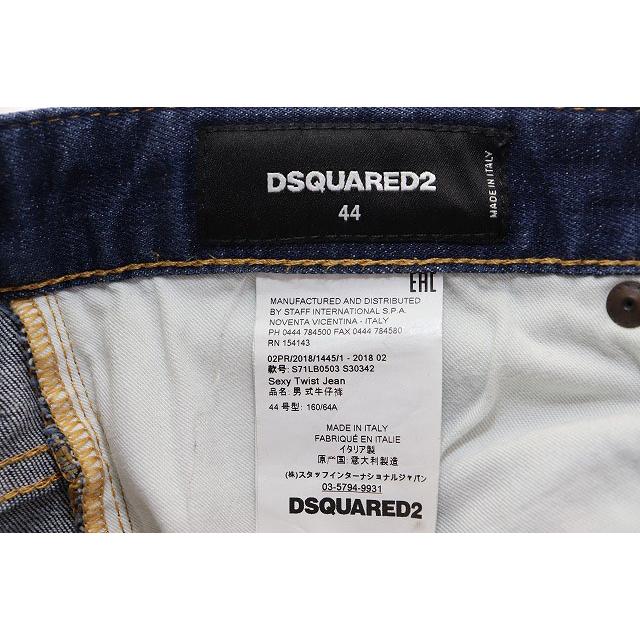 DSQUARED2
44
MADE IN ITALY
EAC
MANUFACTURED AND DISTRIBUTED
BY STAFF INTERNATIONAL S.P.A.
NOVENTA VICENTINA - ITALY
PH 0444 784500 FAX 0444 784580
RN 154143
02PR/2018/1445/1 - 2018 02
款号: S71LB0503 S30342
Sexy Twist Jean
品名: 男式牛仔裤
44 号型: 160/64A
MADE IN ITALY
FABRIQUÉ EN ITALIE
イタリア製
原产国: 意大利製造
(株)スタッフインターナショナルジャパン
03-5794-9931
DSQUARED2